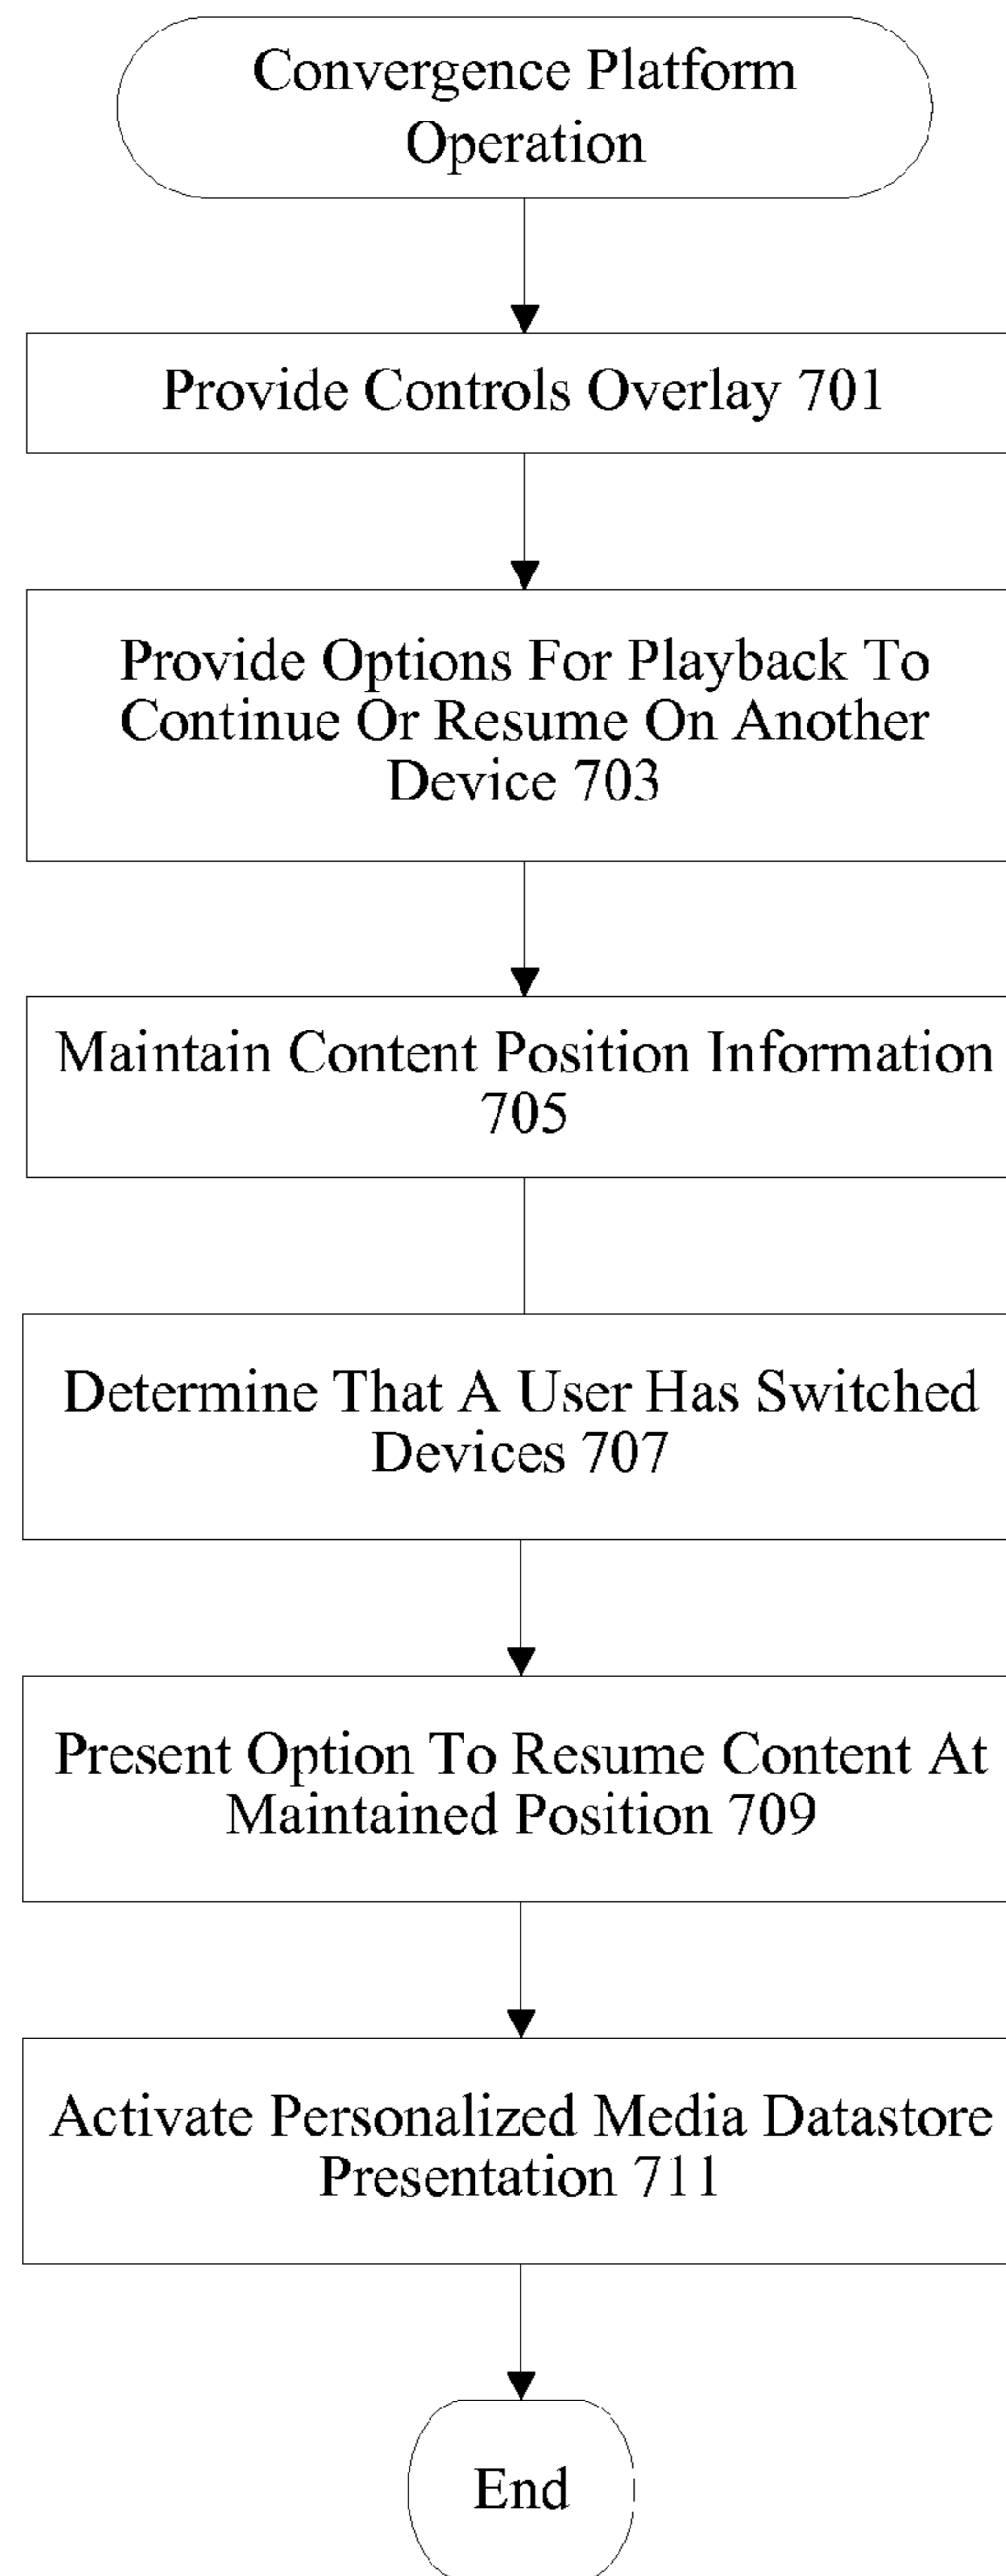 Convergence Platform
Operation
Provide Controls Overlay 701
Provide Options For Playback To
Continue Or Resume On Another
Device 703
Maintain Content Position Information
705
Determine That A User Has Switched
Devices 707
Present Option To Resume Content At
Maintained Position 709
Activate Personalized Media Datastore
Presentation 711
End